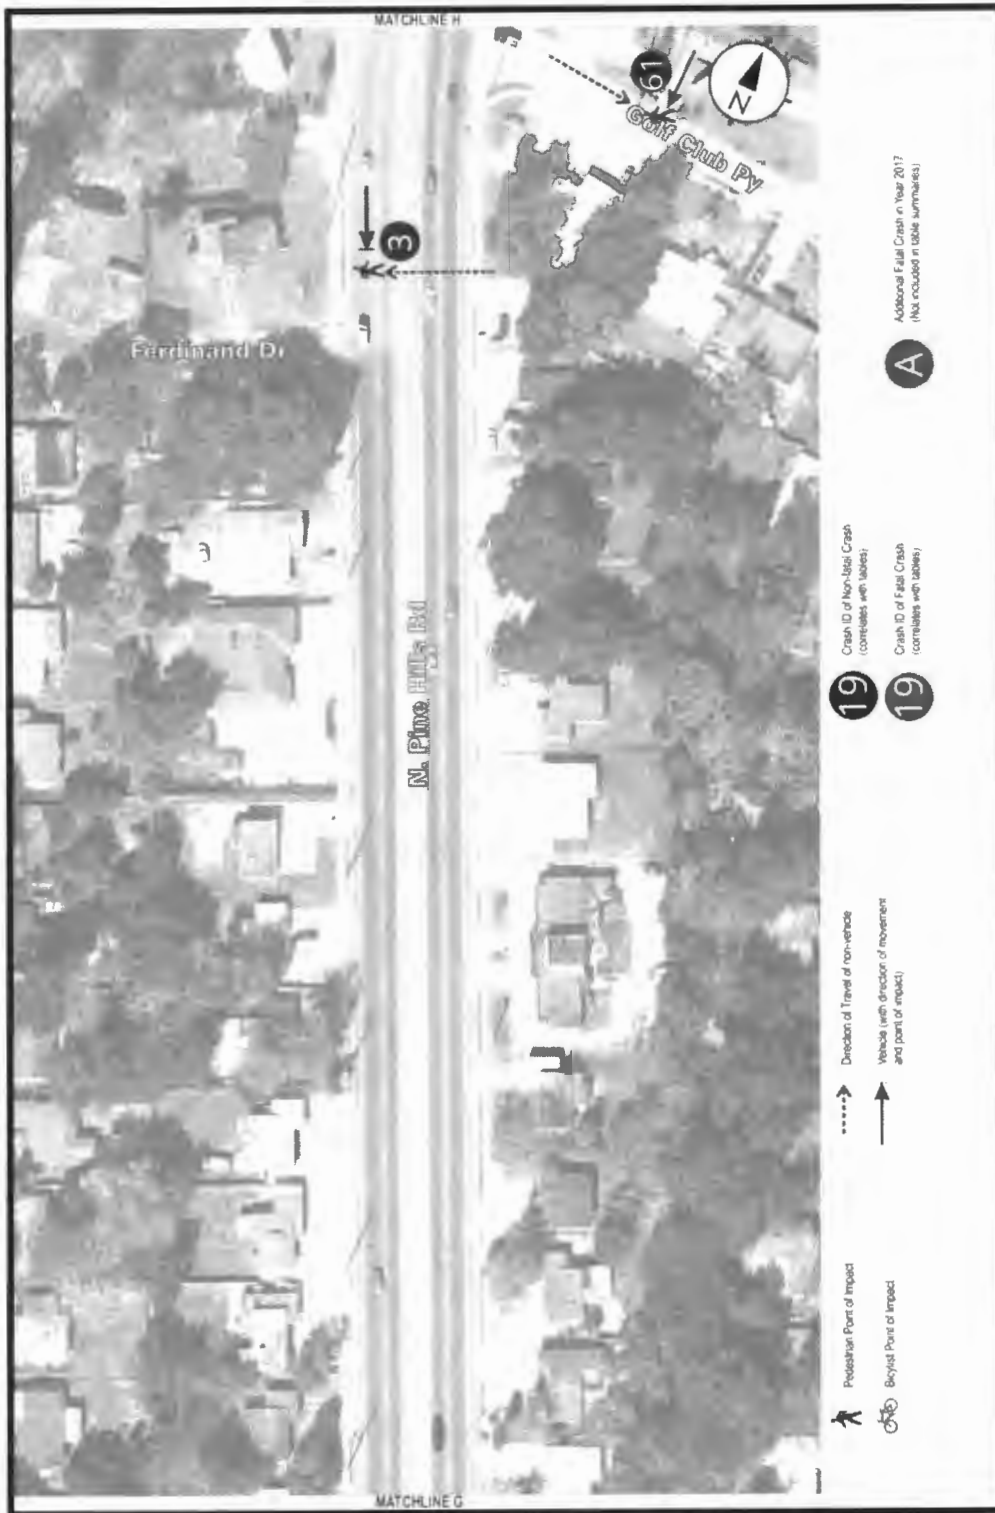 MATCHLINE H
61
Golf Club Py
N
3
Ferdinand Dr
N. Pine Hills Rd
MATCHLINE G
Pedestrian Point of Impact
Bicylist Point of Impact
Direction of Travel of non-vehicle
Vehicle (with direction of movement
and point of impact)
19
Crash ID of Non-fatal Crash
(correlates with tables)
19
Crash ID of Fatal Crash
(correlates with tables)
A
Additional Fatal Crash in Year 2017
(Not included in table summaries)